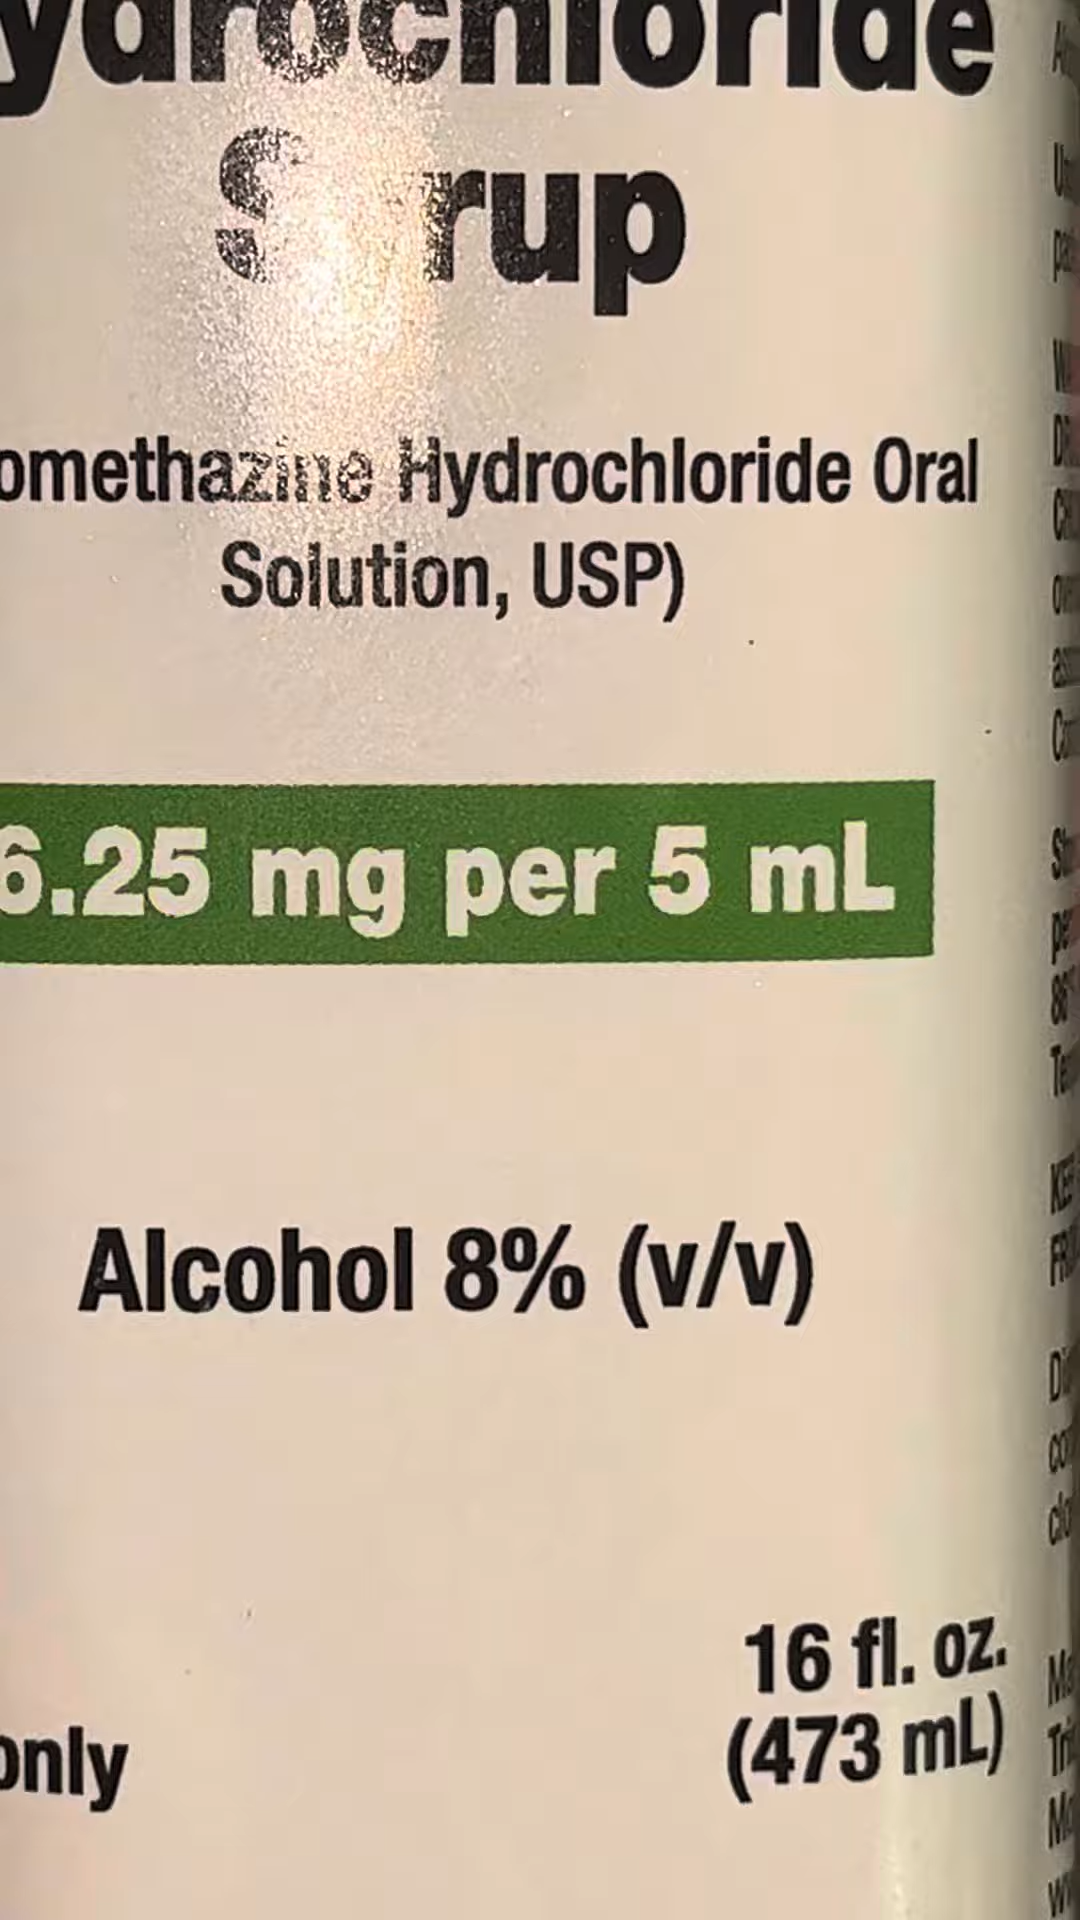 ydrochloride
Syrup
omethazine Hydrochloride Oral
Solution, USP)
6.25 mg per 5 mL
Alcohol 8% (v/v)
16 fl. oz.
only
(473 mL)